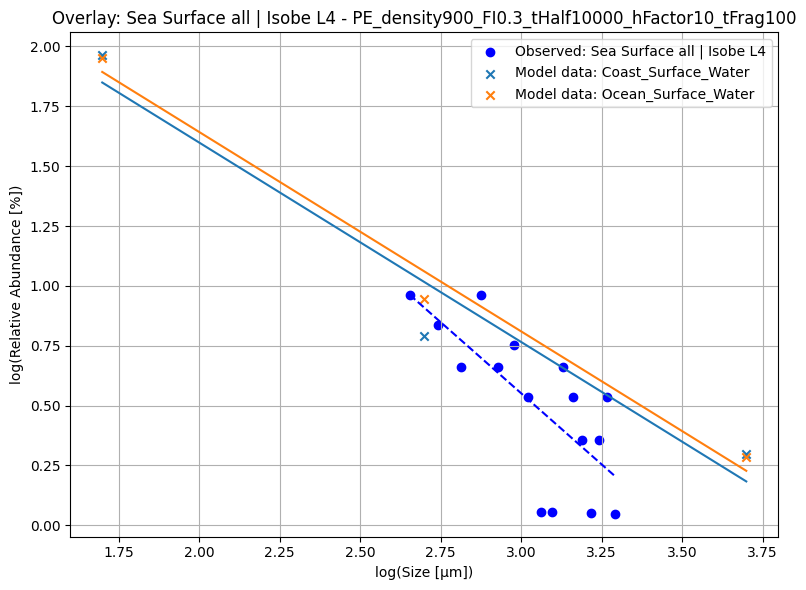 Overlay: Sea Surface all | Isobe L4 - PE_density900_FI0.3_tHalf10000_hFactor10_tFrag100
Observed: Sea Surface all | Isobe L4
Model data: Coast_Surface_Water
Model data: Ocean_Surface_Water
log(Relative Abundance [%])
2.00
1.75
1.50
1.25
1.00
0.75
0.50
0.25
0.00
1.75 2.00 2.25 2.50 2.75 3.00 3.25 3.50 3.75
log(Size [μm])